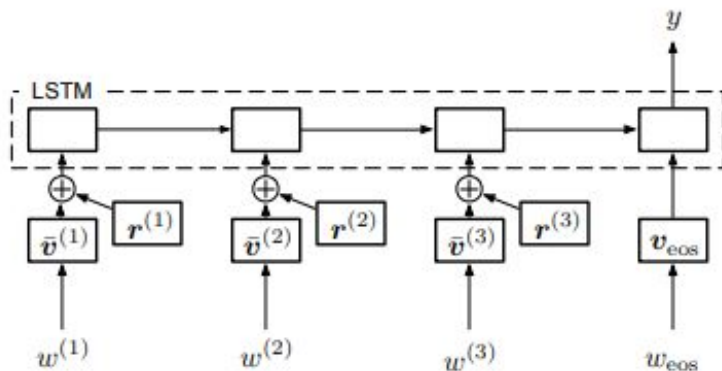 y
LSTM
r⁽¹⁾ r⁽²⁾ r⁽³⁾
v̄⁽¹⁾ v̄⁽²⁾ v̄⁽³⁾ v_eos
w⁽¹⁾ w⁽²⁾ w⁽³⁾ w_eos